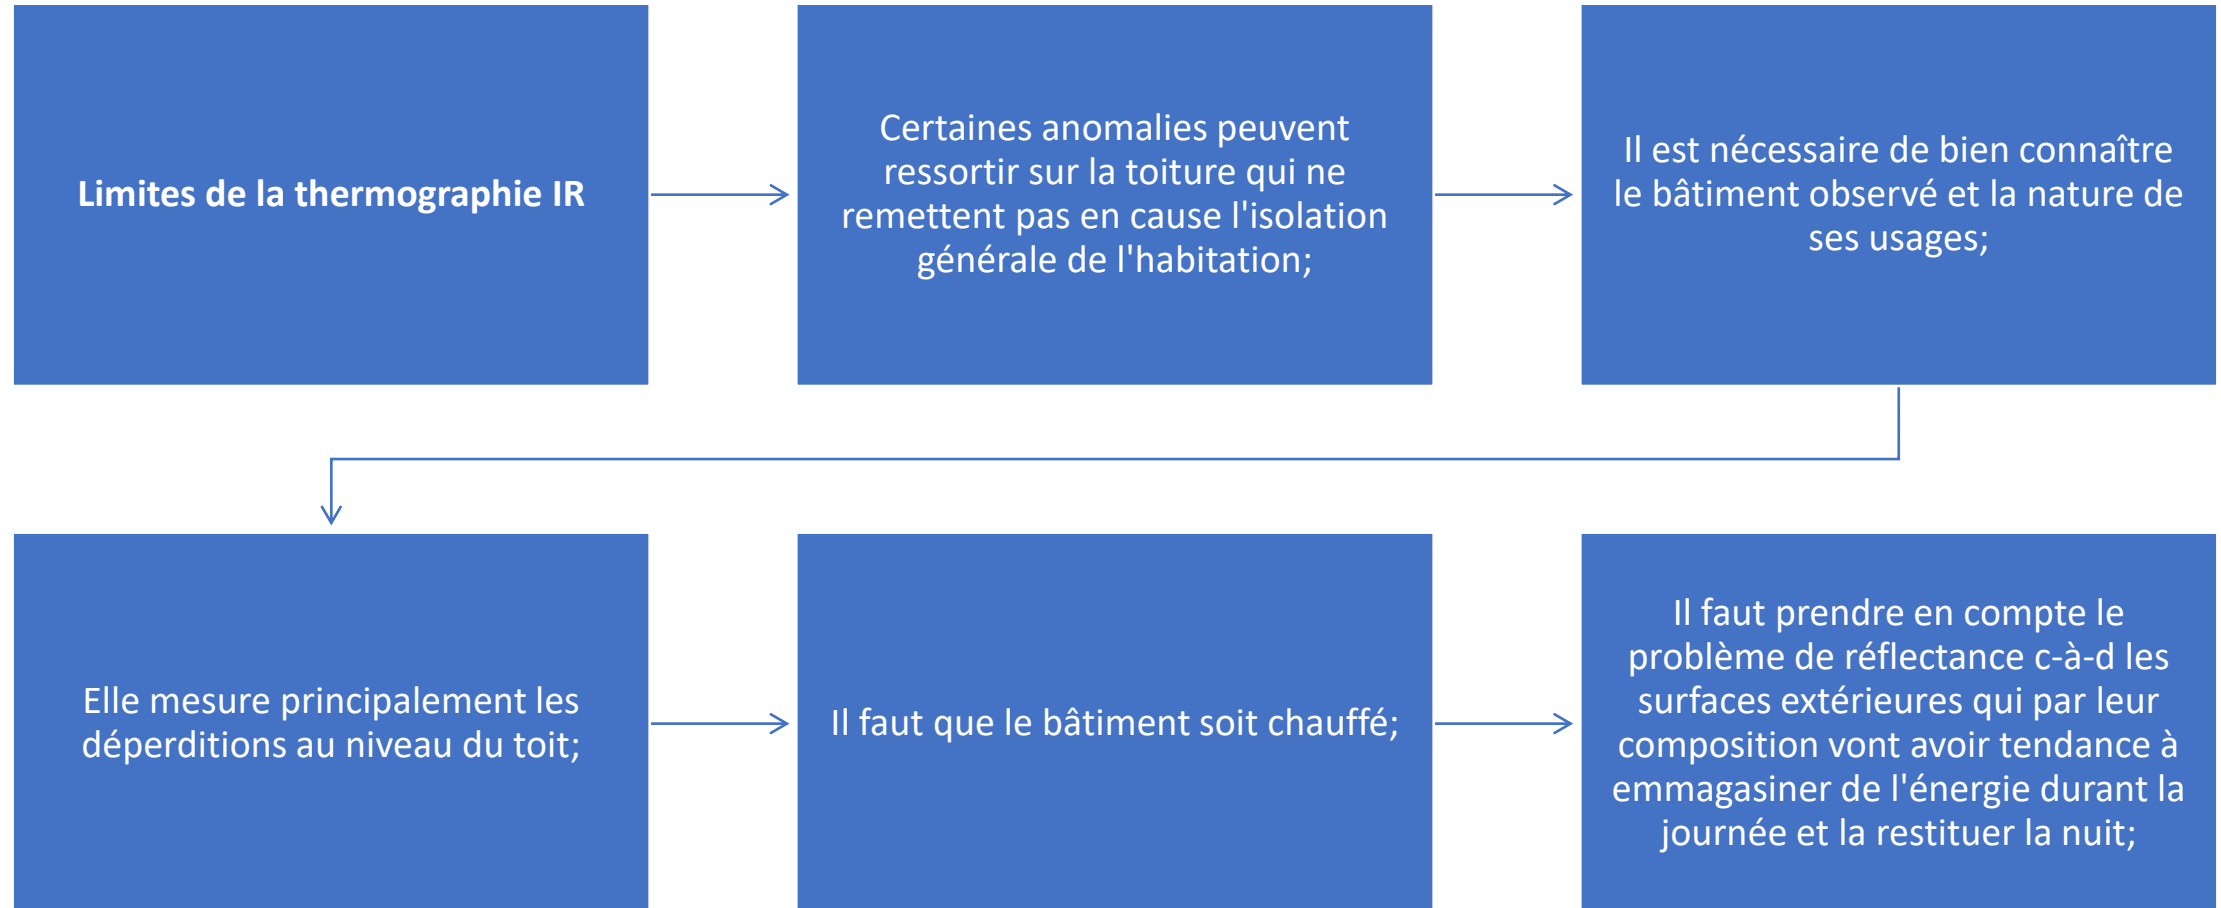 Limites de la thermographie IR
Certaines anomalies peuvent
ressortir sur la toiture qui ne
remettent pas en cause l'isolation
générale de l'habitation;
Il est nécessaire de bien connaître
le bâtiment observé et la nature de
ses usages;
Elle mesure principalement les
déperditions au niveau du toit;
Il faut que le bâtiment soit chauffé;
Il faut prendre en compte le
problème de réflectance c-à-d les
surfaces extérieures qui par leur
composition vont avoir tendance à
emmagasiner de l'énergie durant la
journée et la restituer la nuit;